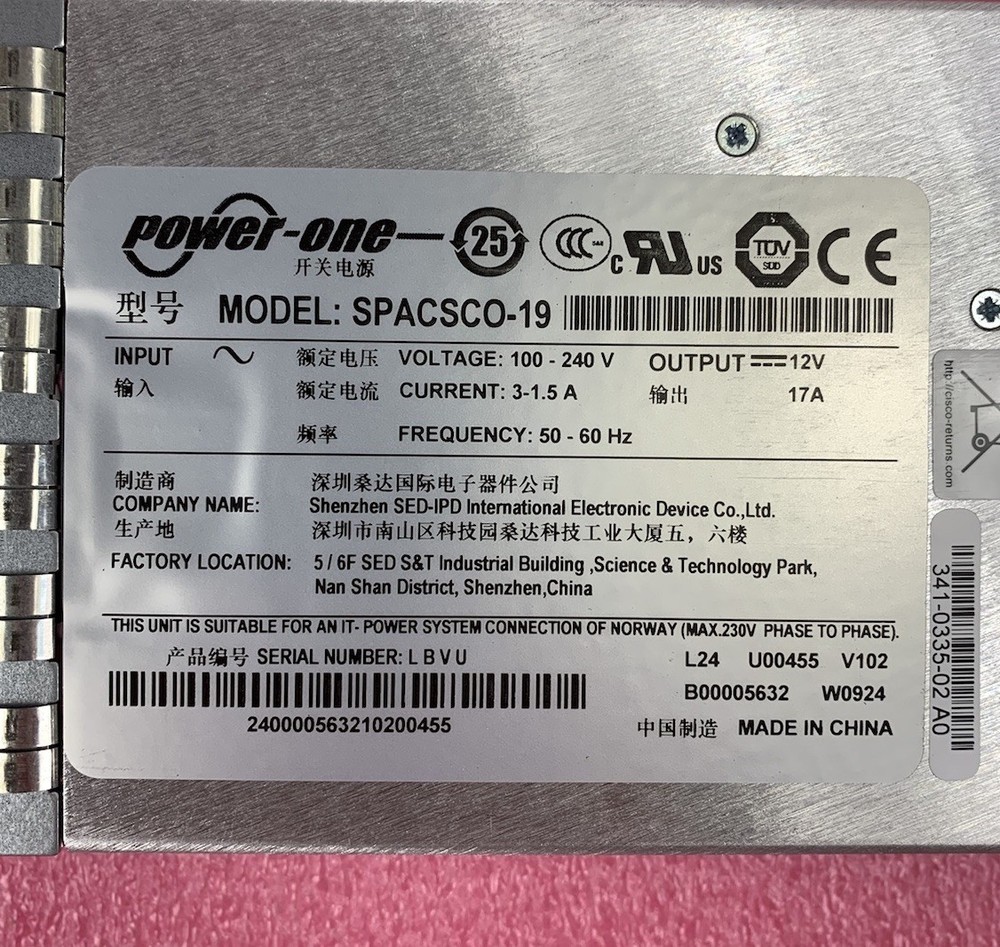 power-one
25
CCC
S&E
c RU US
TÜV
SÜD
CE
开关电源
型号 MODEL: SPACSCO-19
INPUT 额定电压 VOLTAGE: 100 - 240 V OUTPUT 12V
输入 额定电流 CURRENT: 3-1.5 A 输出 17A
频率 FREQUENCY: 50 - 60 Hz
制造商 深圳桑达国际电子器件公司
COMPANY NAME: Shenzhen SED-IPD International Electronic Device Co.,Ltd.
生产地 深圳市南山区科技园桑达科技工业大厦五，六楼
FACTORY LOCATION: 5 / 6F SED S&T Industrial Building ,Science & Technology Park,
Nan Shan District, Shenzhen,China
THIS UNIT IS SUITABLE FOR AN IT- POWER SYSTEM CONNECTION OF NORWAY (MAX.230V PHASE TO PHASE).
产品编号 SERIAL NUMBER: L B V U L24 U00455 V102
B00005632 W0924
240000563210200455 中国制造 MADE IN CHINA
http://cisco-returns.com
341-0335-02 A0